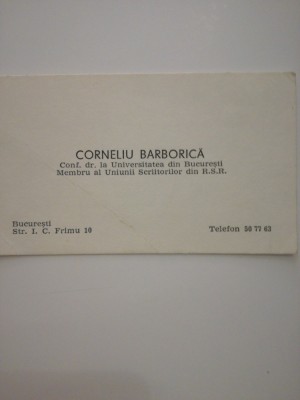 CORNELIU BARBORICĂ
Conf. dr. la Universitatea din București
Membru al Uniunii Scriitorilor din R.S.R.
București
Str. I. C. Frimu 10
Telefon 50 77 63